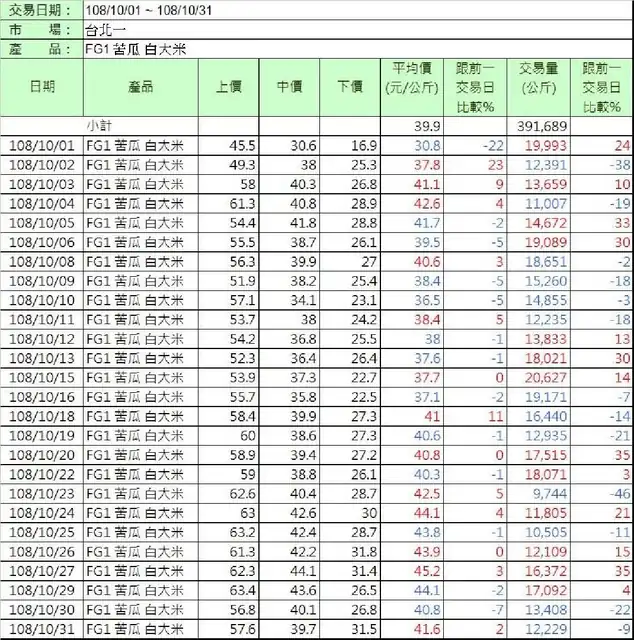 交易日期： 108/10/01 ~ 108/10/31
市 場： 台北一
產 品： FG1 苦瓜 白大米
日期 產品 上價 中價 下價 平均價(元/公斤) 跟前一交易日比較% 交易量(公斤) 跟前一交易日比較%
小計 39.9 391,689
108/10/01 FG1 苦瓜 白大米 45.5 30.6 16.9 30.8 -22 19,993 24
108/10/02 FG1 苦瓜 白大米 49.3 38 25.3 37.8 23 12,391 -38
108/10/03 FG1 苦瓜 白大米 58 40.3 26.8 41.1 9 13,659 10
108/10/04 FG1 苦瓜 白大米 61.3 40.8 28.9 42.6 4 11,007 -19
108/10/05 FG1 苦瓜 白大米 54.4 41.8 28.8 41.7 -2 14,672 33
108/10/06 FG1 苦瓜 白大米 55.5 38.7 26.1 39.5 -5 19,089 30
108/10/08 FG1 苦瓜 白大米 56.3 39.9 27 40.6 3 18,651 -2
108/10/09 FG1 苦瓜 白大米 51.9 38.2 25.4 38.4 -5 15,260 -18
108/10/10 FG1 苦瓜 白大米 57.1 34.1 23.1 36.5 -5 14,855 -3
108/10/11 FG1 苦瓜 白大米 53.7 38 24.2 38.4 5 12,235 -18
108/10/12 FG1 苦瓜 白大米 54.2 36.8 25.5 38 -1 13,833 13
108/10/13 FG1 苦瓜 白大米 52.3 36.4 26.4 37.6 -1 18,021 30
108/10/15 FG1 苦瓜 白大米 53.9 37.3 22.7 37.7 0 20,627 14
108/10/16 FG1 苦瓜 白大米 55.7 35.8 22.5 37.1 -2 19,171 -7
108/10/18 FG1 苦瓜 白大米 58.4 39.9 27.3 41 11 16,440 -14
108/10/19 FG1 苦瓜 白大米 60 38.6 27.3 40.6 -1 12,935 -21
108/10/20 FG1 苦瓜 白大米 58.9 39.4 27.2 40.8 0 17,515 35
108/10/22 FG1 苦瓜 白大米 59 38.8 26.1 40.3 -1 18,071 3
108/10/23 FG1 苦瓜 白大米 62.6 40.4 28.7 42.5 5 9,744 -46
108/10/24 FG1 苦瓜 白大米 63 42.6 30 44.1 4 11,805 21
108/10/25 FG1 苦瓜 白大米 63.2 42.4 28.7 43.8 -1 10,505 -11
108/10/26 FG1 苦瓜 白大米 61.3 42.2 31.8 43.9 0 12,109 15
108/10/27 FG1 苦瓜 白大米 62.3 44.1 31.4 45.2 3 16,372 35
108/10/29 FG1 苦瓜 白大米 63.4 43.6 26.5 44.1 -2 17,092 4
108/10/30 FG1 苦瓜 白大米 56.8 40.1 26.8 40.8 -7 13,408 -22
108/10/31 FG1 苦瓜 白大米 57.6 39.7 31.5 41.6 2 12,229 -9